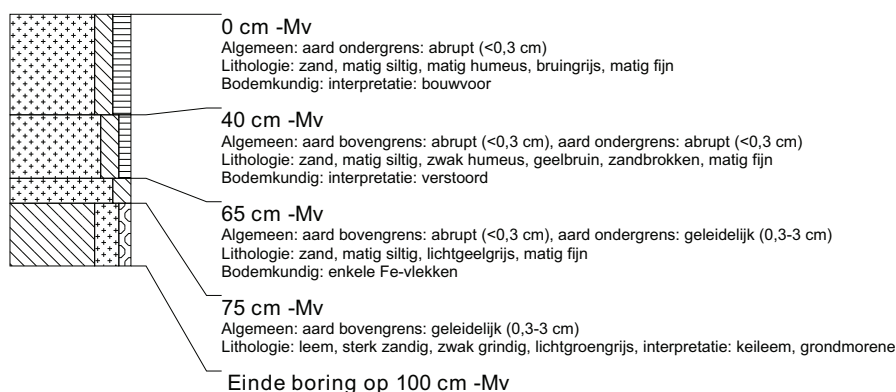 0 cm -Mv
Algemeen: aard ondergrens: abrupt (<0,3 cm)
Lithologie: zand, matig siltig, matig humeus, bruingrijs, matig fijn
Bodemkundig: interpretatie: bouwvoor
40 cm -Mv
Algemeen: aard bovengrens: abrupt (<0,3 cm), aard ondergrens: abrupt (<0,3 cm)
Lithologie: zand, matig siltig, zwak humeus, geelbruin, zandbrokken, matig fijn
Bodemkundig: interpretatie: verstoord
65 cm -Mv
Algemeen: aard bovengrens: abrupt (<0,3 cm), aard ondergrens: geleidelijk (0,3-3 cm)
Lithologie: zand, matig siltig, lichtgeelgrijs, matig fijn
Bodemkundig: enkele Fe-vlekken
75 cm -Mv
Algemeen: aard bovengrens: geleidelijk (0,3-3 cm)
Lithologie: leem, sterk zandig, zwak grindig, lichtgroengrijs, interpretatie: keileem, grondmorene
Einde boring op 100 cm -Mv